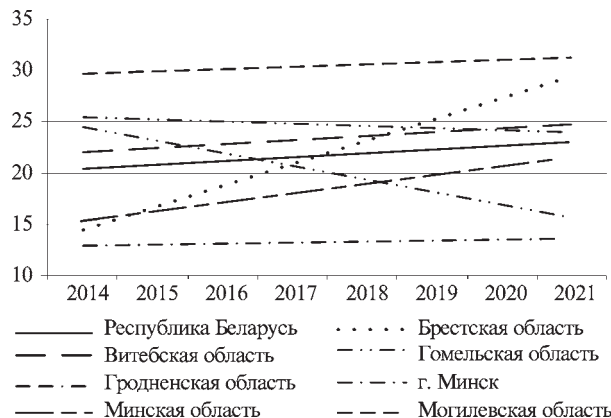 35
30
25
20
15
10
2014 2015 2016 2017 2018 2019 2020 2021
Республика Беларусь Брестская область
Витебская область Гомельская область
Гродненская область г. Минск
Минская область Могилевская область